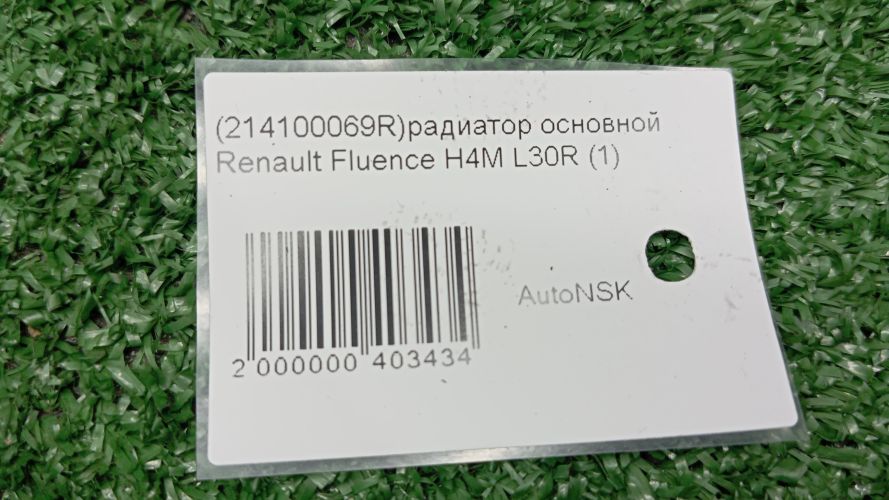 (214100069R)радиатор основной
Renault Fluence H4M L30R (1)
AutoNSK
2 000000 403434